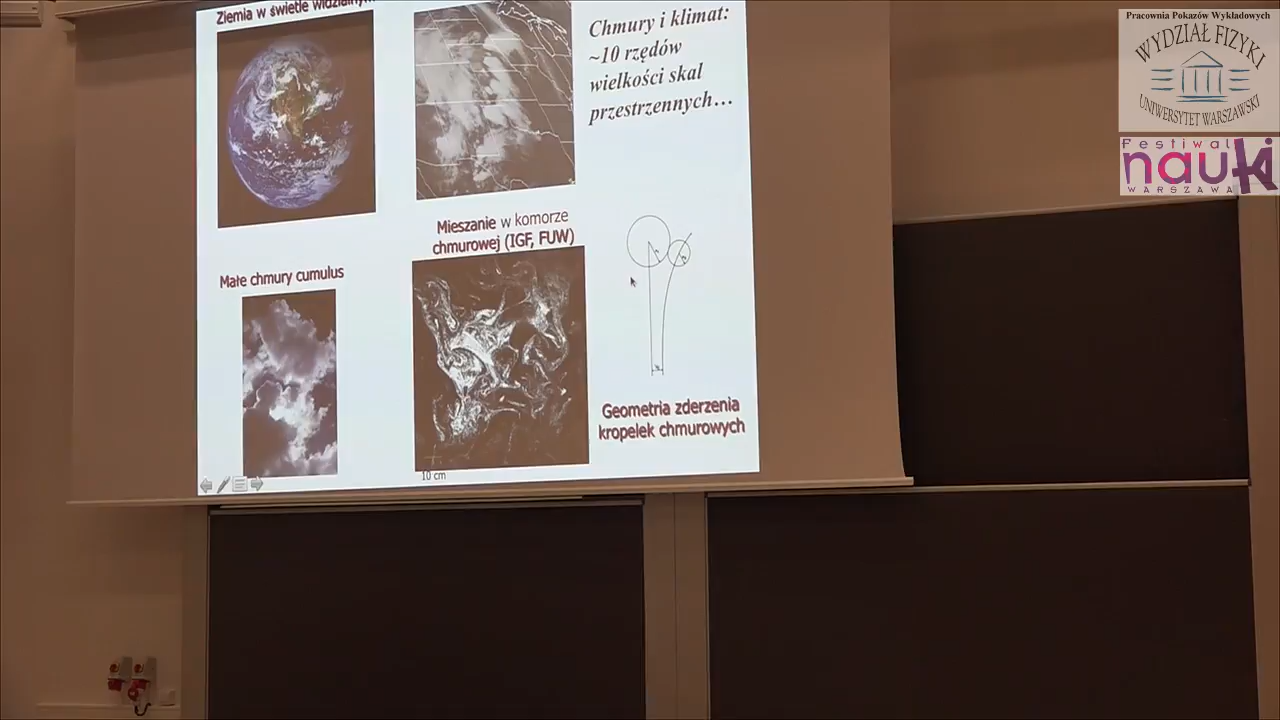 Ziemia w świetle widzialnym
Chmury i klimat:
~10 rzędów
wielkości skal
przestrzennych...
Mieszanie w komorze
chmurowej (IGF, FUW)
Małe chmury cumulus
10 cm
Geometria zderzenia
kropelek chmurowych
Pracownia Pokazów Wykładowych
WYDZIAŁ FIZYKI
UNIWERSYTET WARSZAWSKI
Festiwal
nauki
WARSZAWA